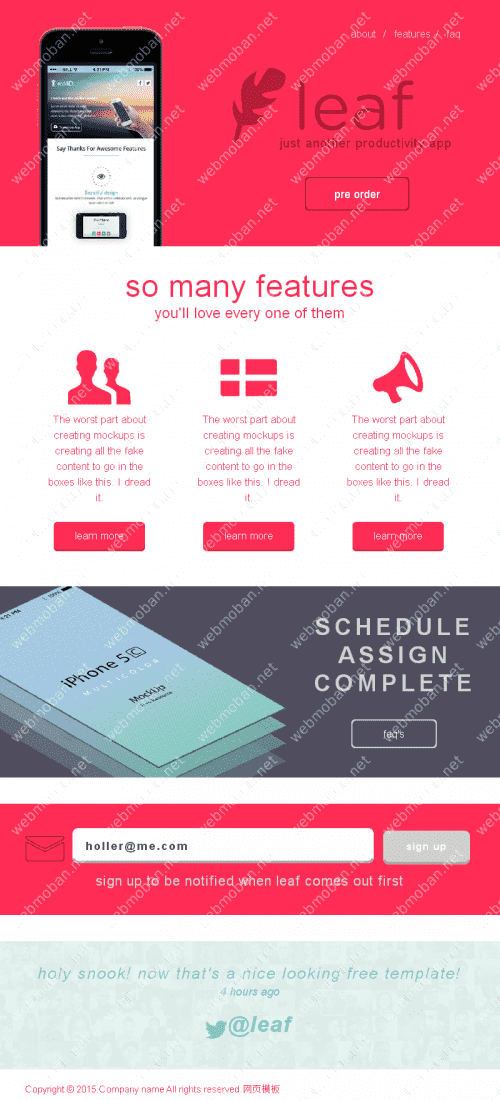 about / features / faq
leaf
just another productivity app
pre order
Say Thanks For Awesome Features
Beautiful design
so many features
you'll love every one of them
The worst part about
creating mockups is
creating all the fake
content to go in the
boxes like this. I dread
it.
learn more
The worst part about
creating mockups is
creating all the fake
content to go in the
boxes like this. I dread
it.
learn more
The worst part about
creating mockups is
creating all the fake
content to go in the
boxes like this. I dread
it.
learn more
4:21 PM
iPhone 5C
MULTICOLOR
MockUp
SCHEDULE
ASSIGN
COMPLETE
faq's
holler@me.com
sign up
sign up to be notified when leaf comes out first
holy snook! now that's a nice looking free template!
4 hours ago
@leaf
Copyright © 2015.Company name All rights reserved.网页模板
webmoban.net